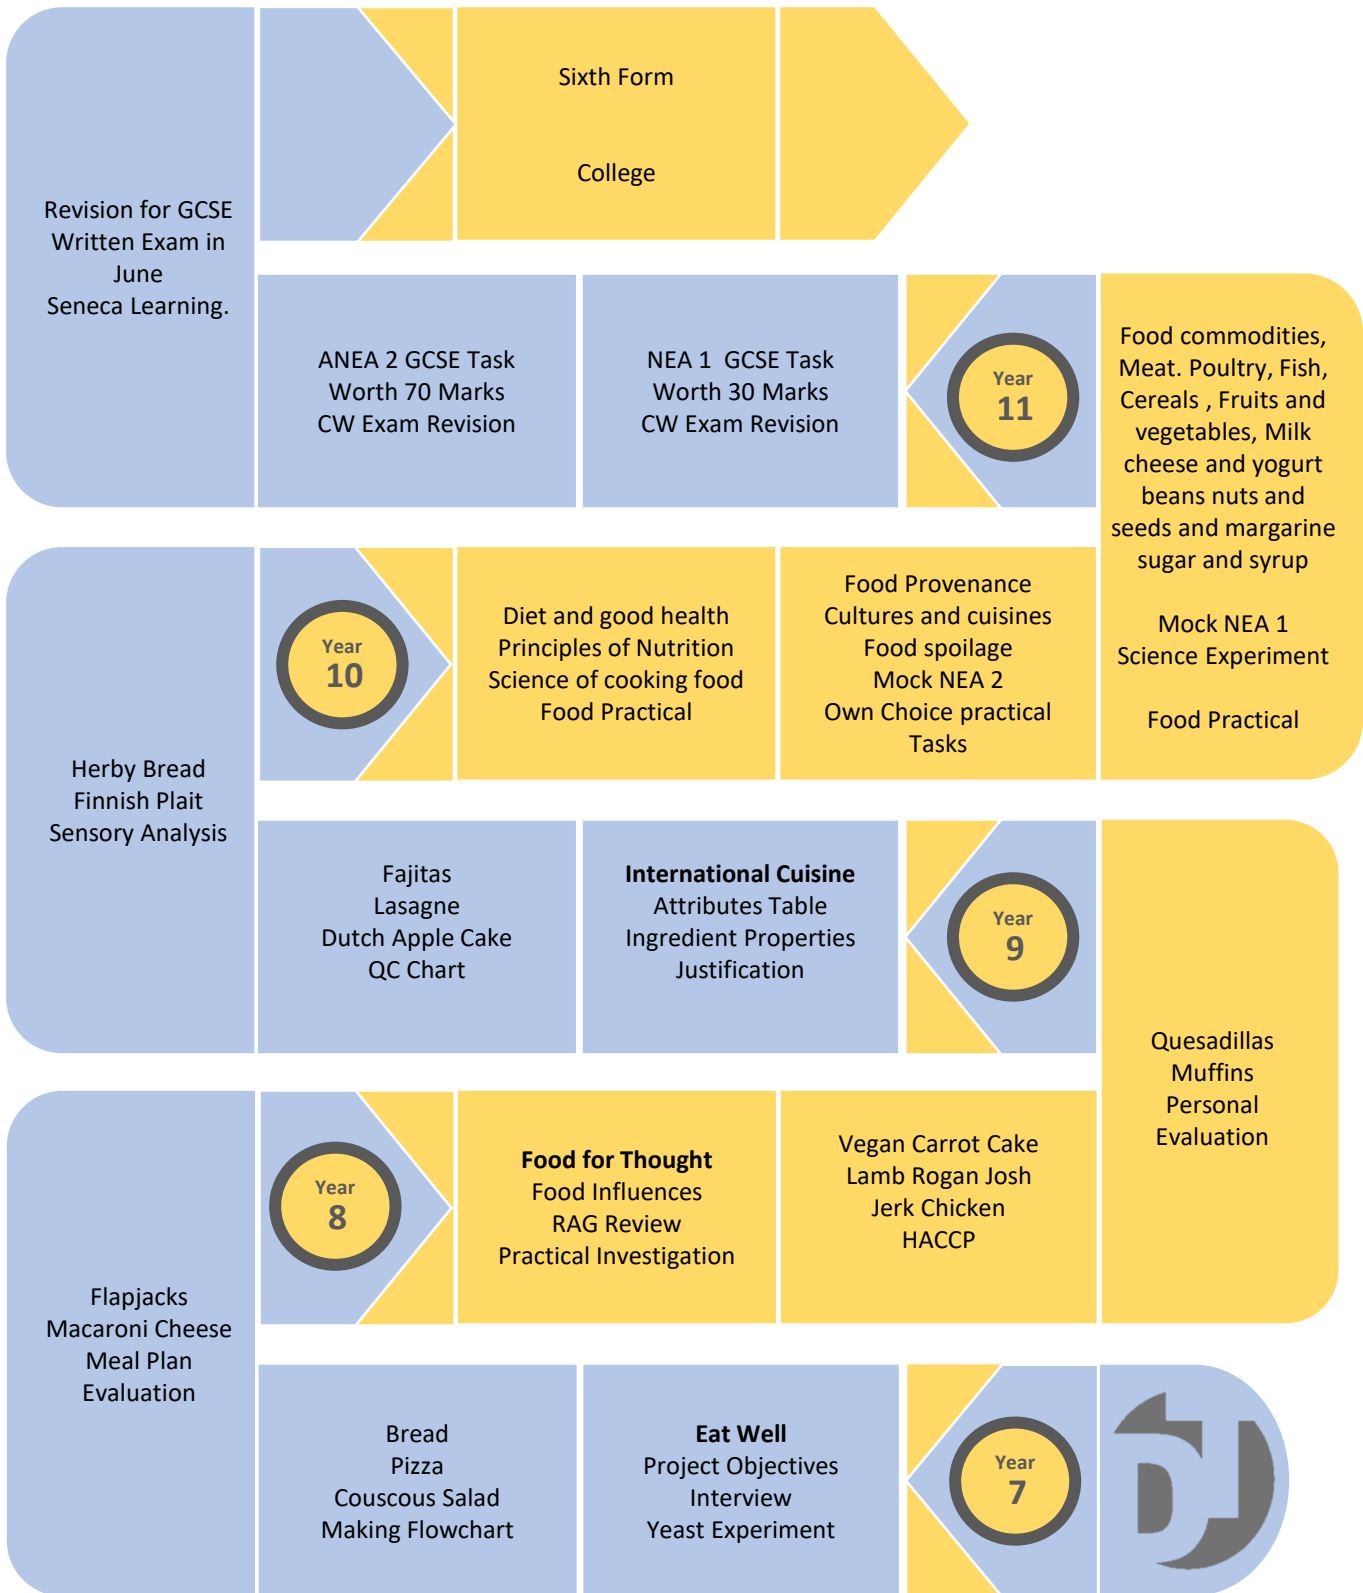 Sixth Form
College
Revision for GCSE
Written Exam in
June
Seneca Learning.
ANEA 2 GCSE Task
Worth 70 Marks
CW Exam Revision
NEA 1  GCSE Task
Worth 30 Marks
CW Exam Revision
Year
11
Food commodities,
Meat. Poultry, Fish,
Cereals , Fruits and
vegetables, Milk
cheese and yogurt
beans nuts and
seeds and margarine
sugar and syrup
Mock NEA 1
Science Experiment
Food Practical
Year
10
Diet and good health
Principles of Nutrition
Science of cooking food
Food Practical
Food Provenance
Cultures and cuisines
Food spoilage
Mock NEA 2
Own Choice practical
Tasks
Herby Bread
Finnish Plait
Sensory Analysis
Fajitas
Lasagne
Dutch Apple Cake
QC Chart
International Cuisine
Attributes Table
Ingredient Properties
Justification
Year
9
Quesadillas
Muffins
Personal
Evaluation
Year
8
Food for Thought
Food Influences
RAG Review
Practical Investigation
Vegan Carrot Cake
Lamb Rogan Josh
Jerk Chicken
HACCP
Flapjacks
Macaroni Cheese
Meal Plan
Evaluation
Bread
Pizza
Couscous Salad
Making Flowchart
Eat Well
Project Objectives
Interview
Yeast Experiment
Year
7